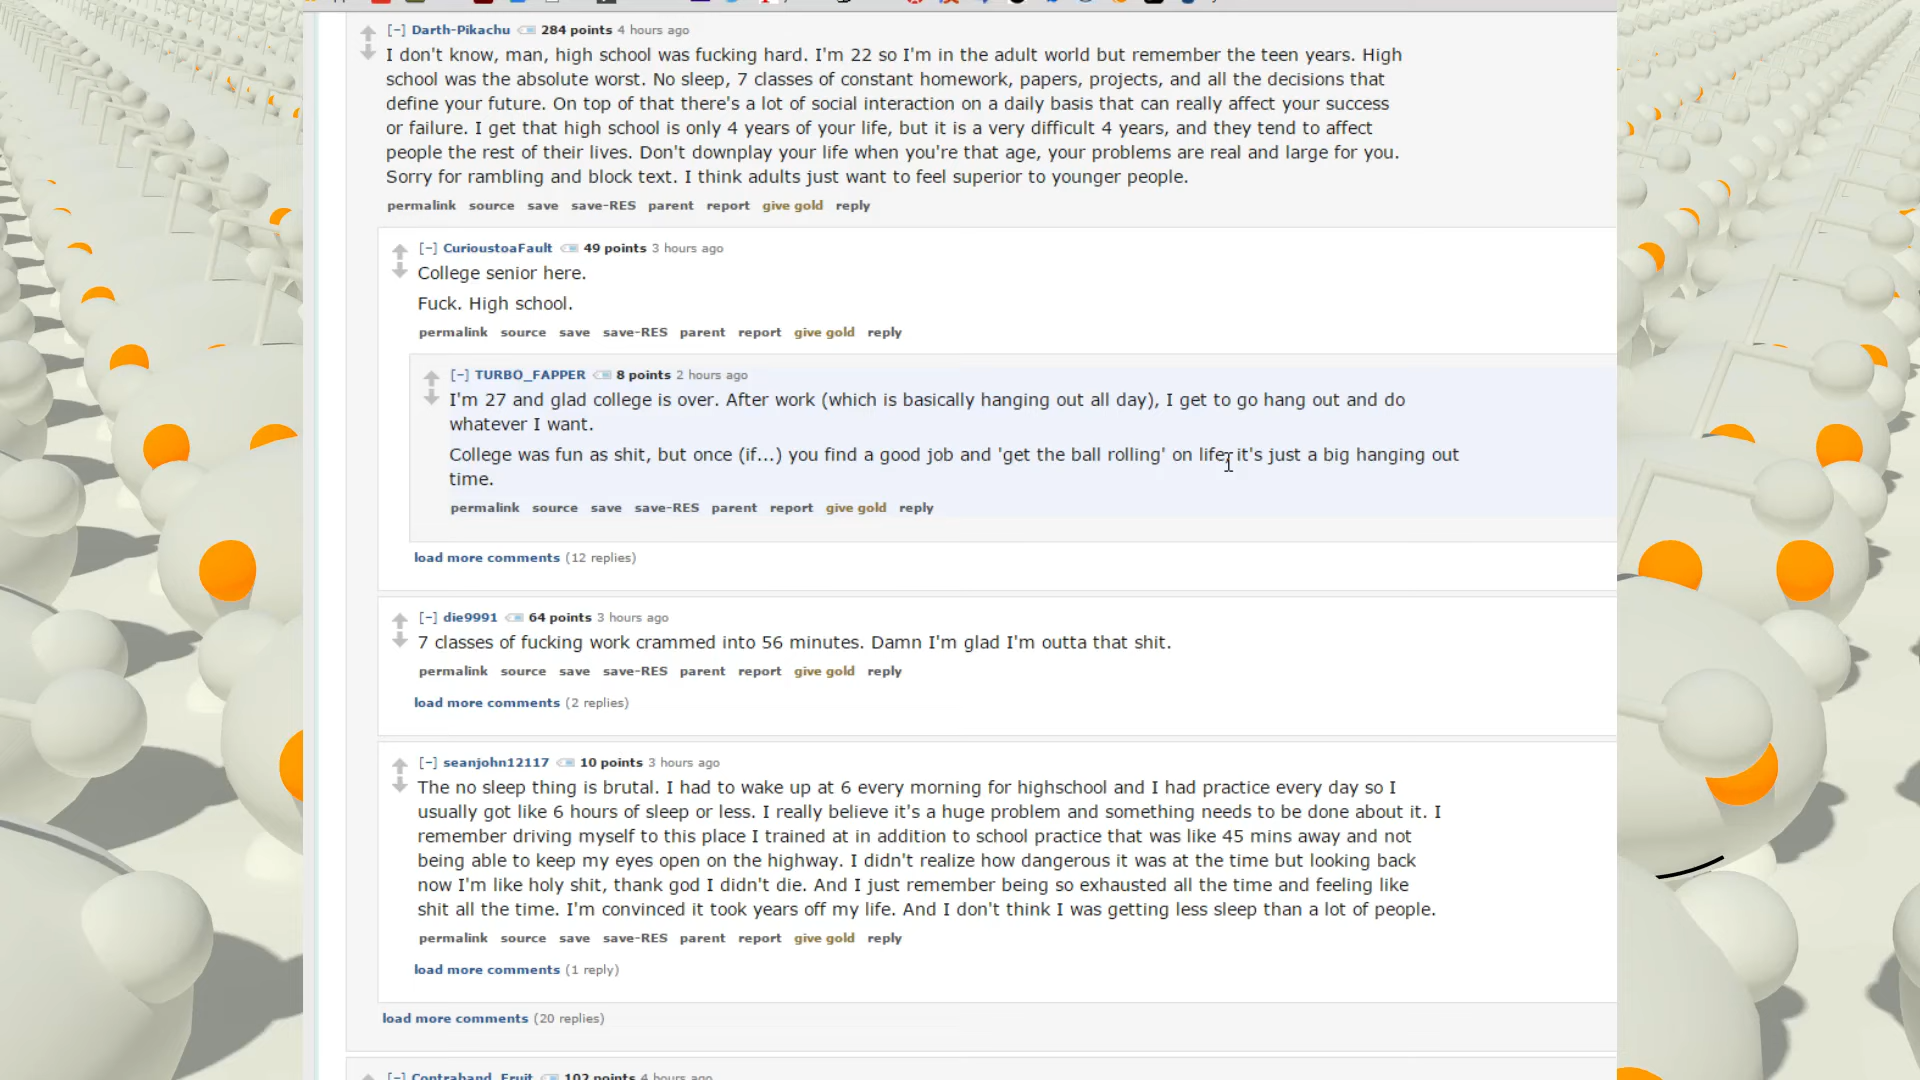 [–] Darth-Pikachu 284 points 4 hours ago
I don't know, man, high school was fucking hard. I'm 22 so I'm in the adult world but remember the teen years. High
school was the absolute worst. No sleep, 7 classes of constant homework, papers, projects, and all the decisions that
define your future. On top of that there's a lot of social interaction on a daily basis that can really affect your success
or failure. I get that high school is only 4 years of your life, but it is a very difficult 4 years, and they tend to affect
people the rest of their lives. Don't downplay your life when you're that age, your problems are real and large for you.
Sorry for rambling and block text. I think adults just want to feel superior to younger people.
permalink source save save-RES parent report give gold reply
[–] CurioustoaFault 49 points 3 hours ago
College senior here.
Fuck. High school.
permalink source save save-RES parent report give gold reply
[–] TURBO_FAPPER 8 points 2 hours ago
I'm 27 and glad college is over. After work (which is basically hanging out all day), I get to go hang out and do
whatever I want.
College was fun as shit, but once (if...) you find a good job and 'get the ball rolling' on life, it's just a big hanging out
time.
permalink source save save-RES parent report give gold reply
load more comments (12 replies)
[–] die9991 64 points 3 hours ago
7 classes of fucking work crammed into 56 minutes. Damn I'm glad I'm outta that shit.
permalink source save save-RES parent report give gold reply
load more comments (2 replies)
[–] seanjohn12117 10 points 3 hours ago
The no sleep thing is brutal. I had to wake up at 6 every morning for highschool and I had practice every day so I
usually got like 6 hours of sleep or less. I really believe it's a huge problem and something needs to be done about it. I
remember driving myself to this place I trained at in addition to school practice that was like 45 mins away and not
being able to keep my eyes open on the highway. I didn't realize how dangerous it was at the time but looking back
now I'm like holy shit, thank god I didn't die. And I just remember being so exhausted all the time and feeling like
shit all the time. I'm convinced it took years off my life. And I don't think I was getting less sleep than a lot of people.
permalink source save save-RES parent report give gold reply
load more comments (1 reply)
load more comments (20 replies)
[–] Contraband_Fruit 102 points 4 hours ago